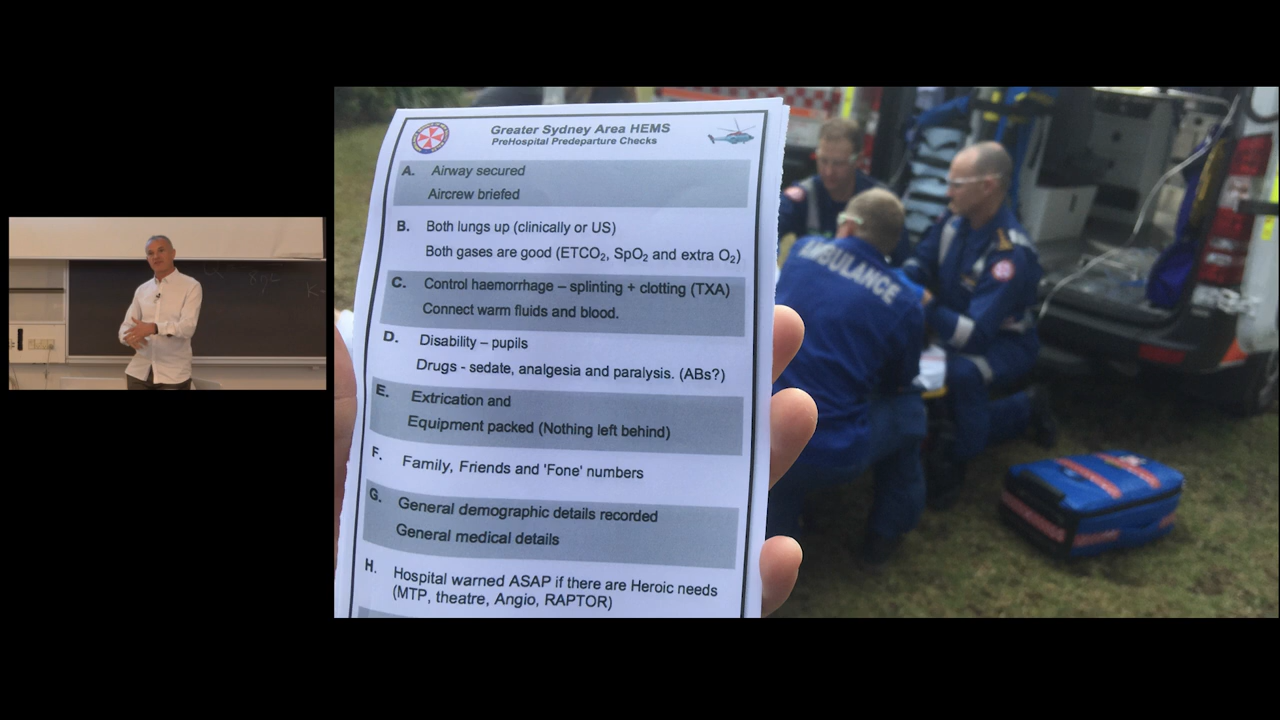 Greater Sydney Area HEMS
PreHospital Predeparture Checks
A. Airway secured
Aircrew briefed
B. Both lungs up (clinically or US)
Both gases are good (ETCO₂, SpO₂ and extra O₂)
C. Control haemorrhage – splinting + clotting (TXA)
Connect warm fluids and blood.
D. Disability – pupils
Drugs - sedate, analgesia and paralysis. (ABs?)
E. Extrication and
Equipment packed (Nothing left behind)
F. Family, Friends and 'Fone' numbers
G. General demographic details recorded
General medical details
H. Hospital warned ASAP if there are Heroic needs
(MTP, theatre, Angio, RAPTOR)
AMBULANCE